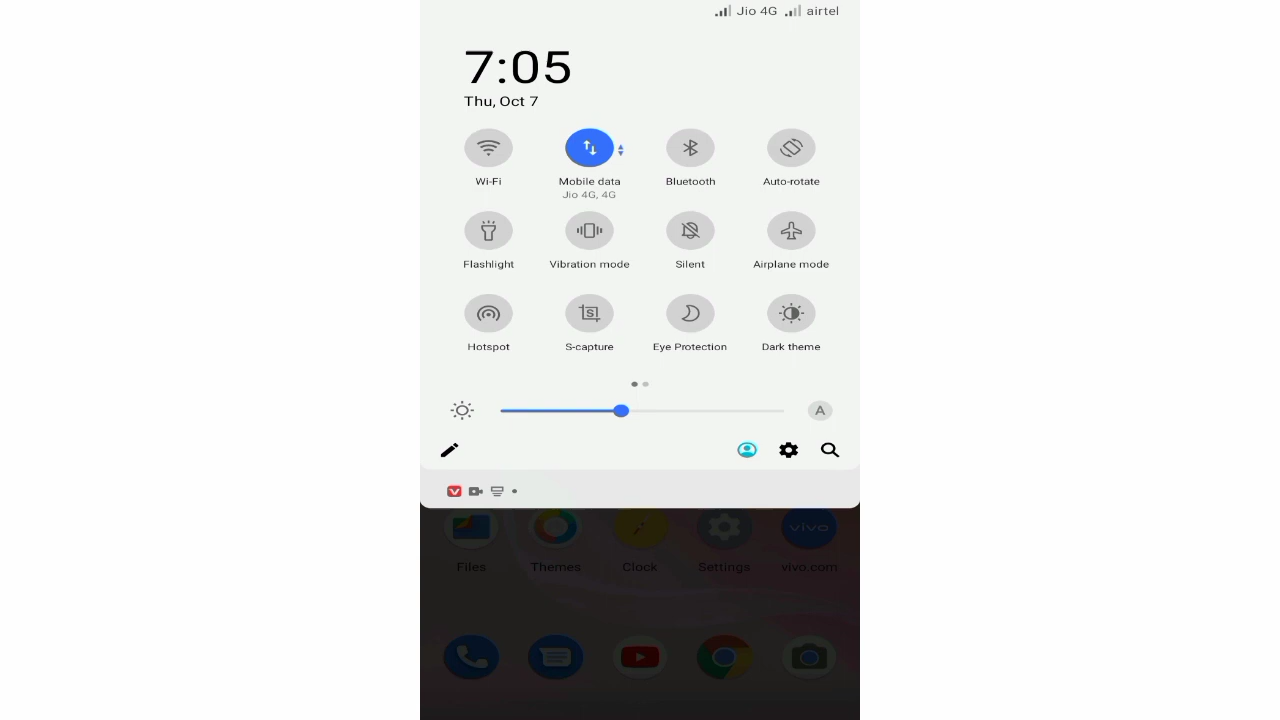 Jio 4G airtel
7:05
Thu, Oct 7
Wi-Fi Mobile data Bluetooth Auto-rotate
Jio 4G, 4G
Flashlight Vibration mode Silent Airplane mode
S
Hotspot S-capture Eye Protection Dark theme
A
vivo
Files Themes Clock Settings vivo.com